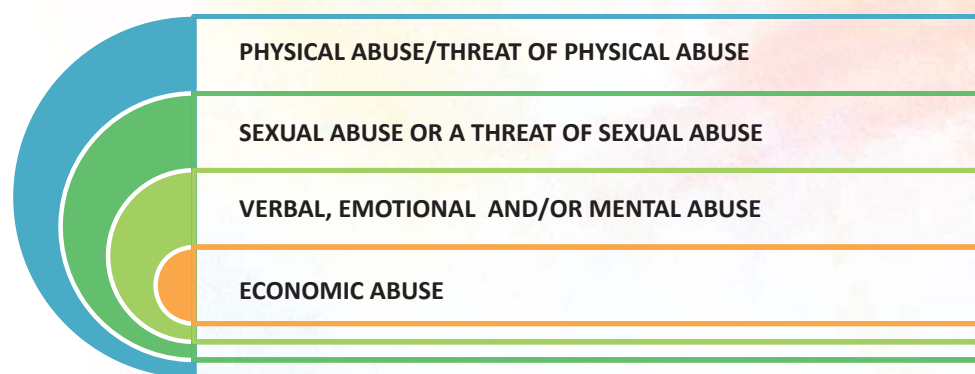 PHYSICAL ABUSE/THREAT OF PHYSICAL ABUSE
SEXUAL ABUSE OR A THREAT OF SEXUAL ABUSE
VERBAL, EMOTIONAL AND/OR MENTAL ABUSE
ECONOMIC ABUSE